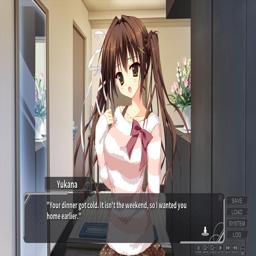 Yukana
"Your dinner got cold. It isn't the weekend, so I wanted you
home earlier."
SAVE
LOAD
SYSTEM
LOG